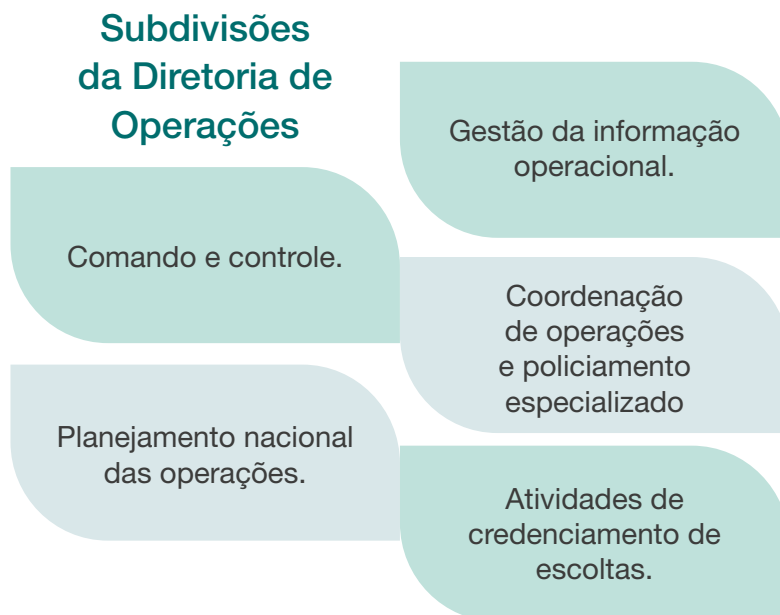 Subdivisões
da Diretoria de
Operações
Gestão da informação
operacional.
Comando e controle.
Coordenação
de operações
e policiamento
especializado
Planejamento nacional
das operações.
Atividades de
credenciamento de
escoltas.